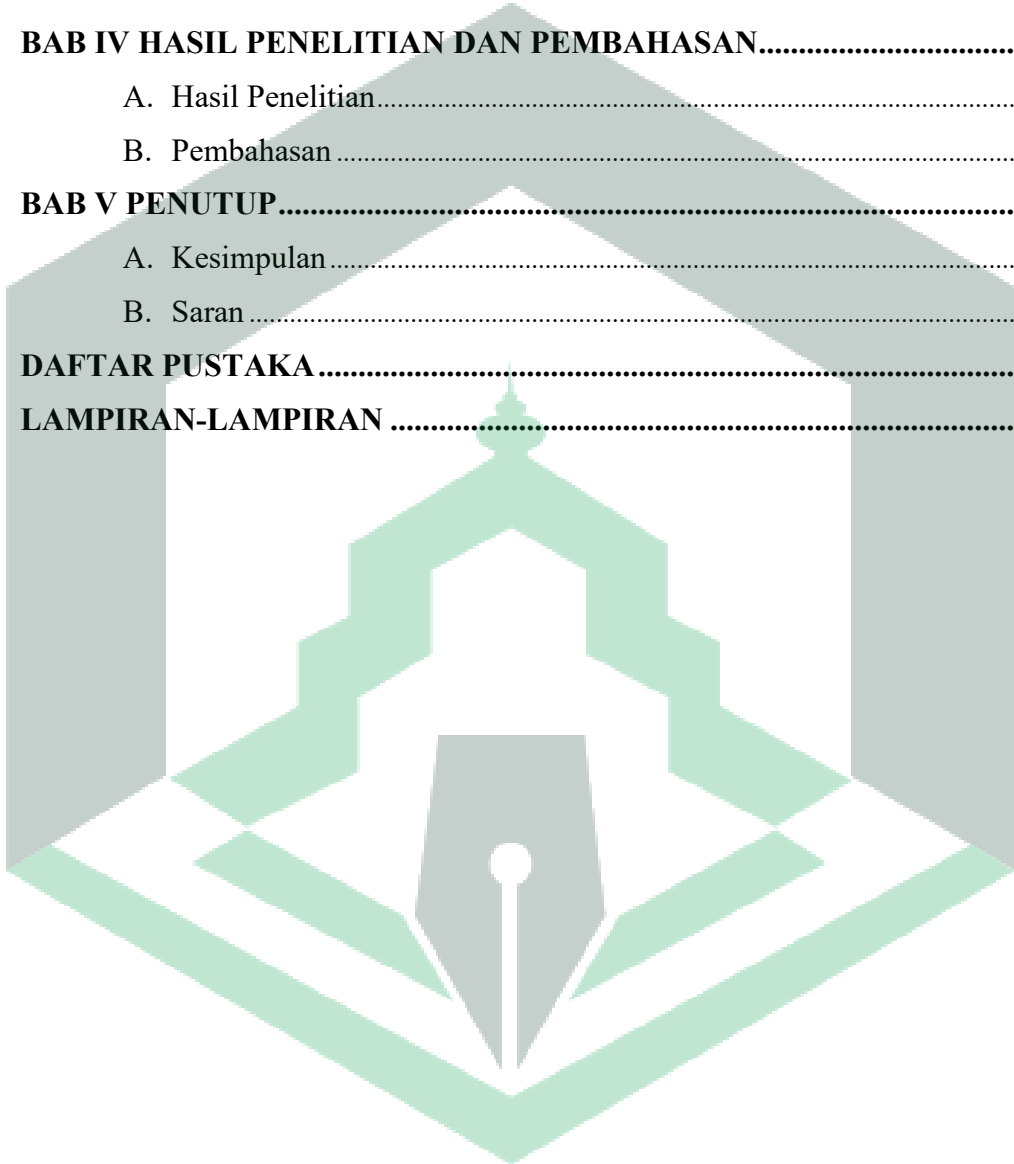 BAB IV HASIL PENELITIAN DAN PEMBAHASAN....................................
A. Hasil Penelitian....................................................................................
B. Pembahasan.........................................................................................
BAB V PENUTUP...............................................................................................
A. Kesimpulan..........................................................................................
B. Saran....................................................................................................
DAFTAR PUSTAKA..........................................................................................
LAMPIRAN-LAMPIRAN.................................................................................